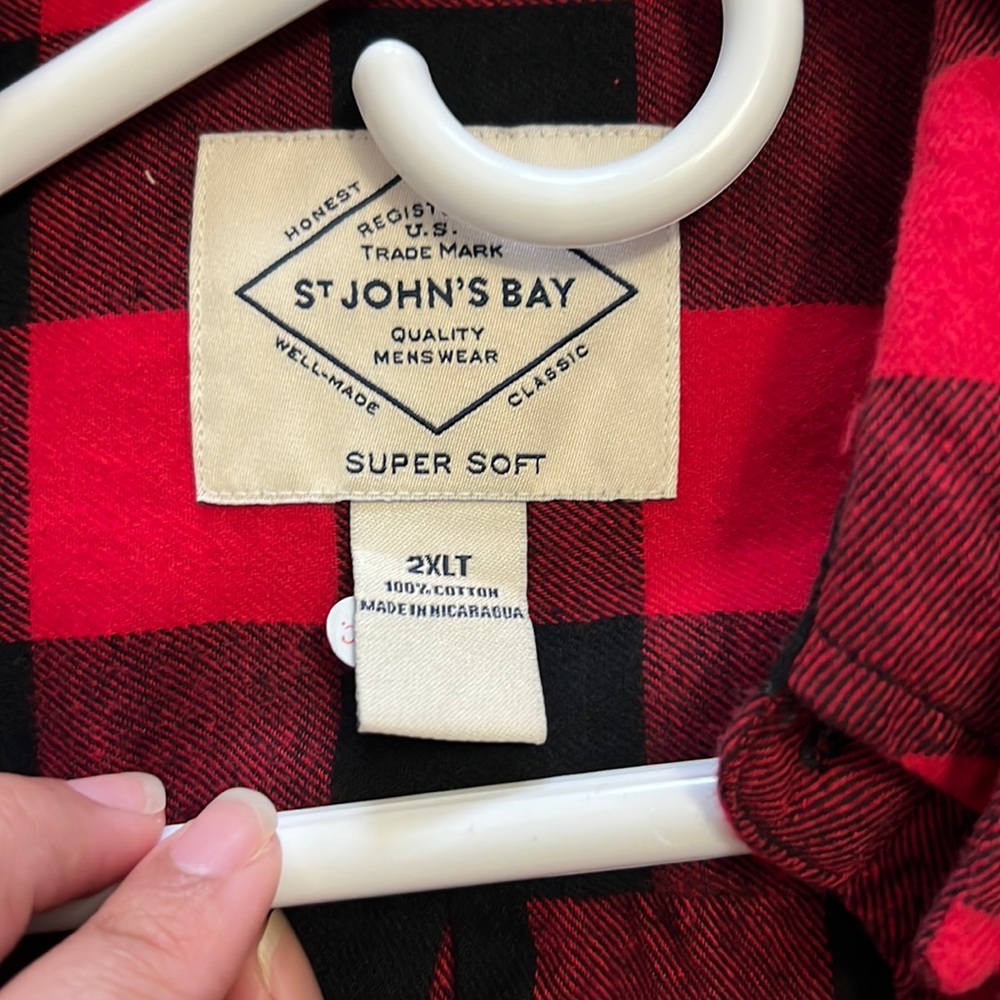 HONEST
U.S.
TRADE MARK
ST JOHN'S BAY
QUALITY
MENSWEAR
WELL-MADE
CLASSIC
SUPER SOFT
2XLT
100% COTTON
MADE IN NICARAGUA